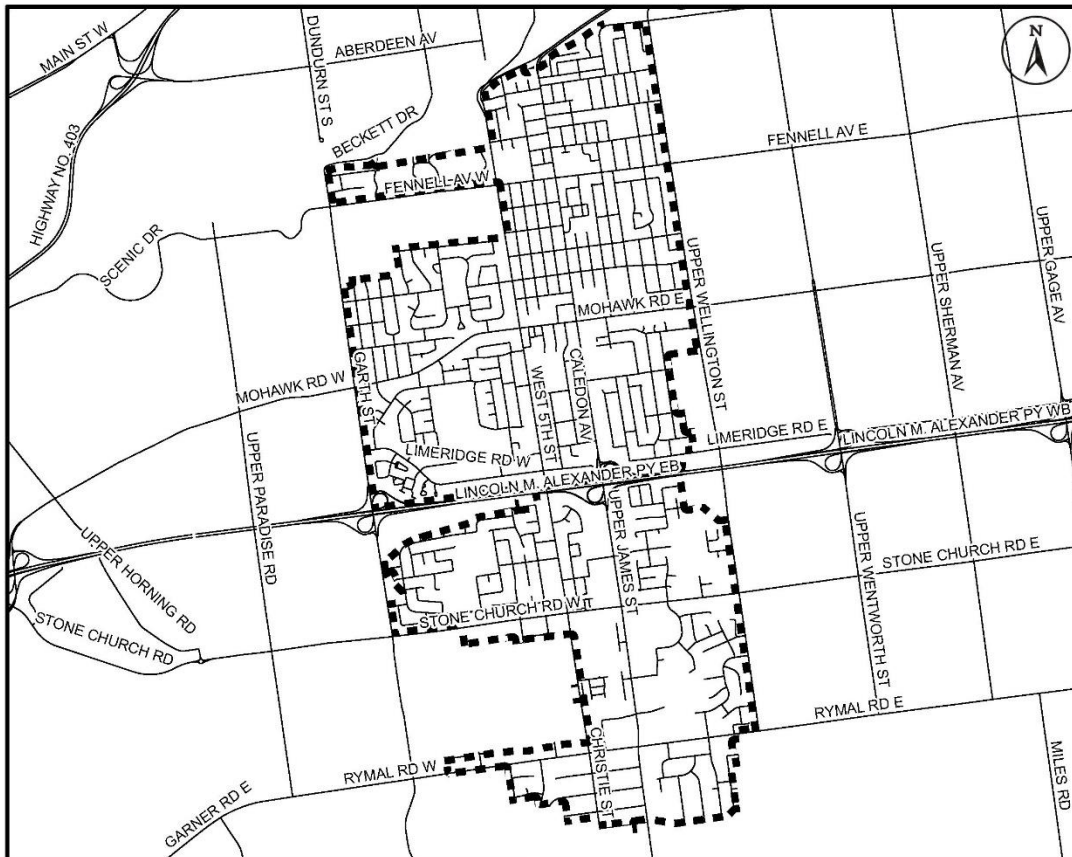 MAIN ST W
DUNDURN ST S
ABERDEEN AV
N
HIGHWAY NO. 403
BECKETT DR
FENNELL AV E
FENNELL AV W
SCENIC DR
UPPER WELLINGTON ST
UPPER SHERMAN AV
UPPER GAGE AV
MOHAWK RD E
GARTH ST
MOHAWK RD W
WEST 5TH ST
CALEDON AV
UPPER PARADISE RD
LIMERIDGE RD W
LIMERIDGE RD E
LINCOLN M. ALEXANDER PY WB
LINCOLN M. ALEXANDER PY EB
UPPER HORNING RD
UPPER JAMES ST
UPPER WENTWORTH ST
STONE CHURCH RD E
STONE CHURCH RD W
STONE CHURCH RD
RYMAL RD E
CHRISTIE ST
RYMAL RD W
MILES RD
GARNER RD E